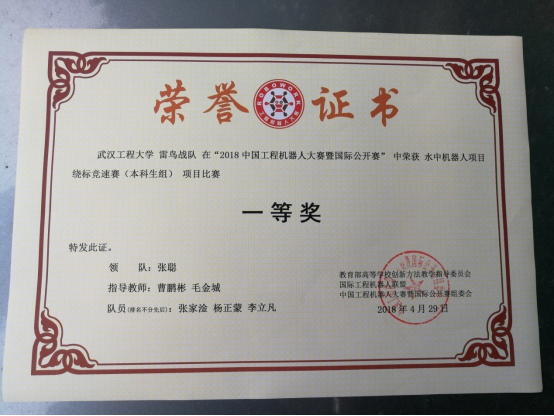 荣誉证书
ROBOWORK
武汉工程大学 雷鸟战队 在“2018中国工程机器人大赛暨国际公开赛” 中荣获 水中机器人项目
绕标竞速赛（本科生组） 项目比赛
一等奖
特发此证。
领 队：张聪
指导教师：曹鹏彬 毛金城
队员(排名不分先后)：张家淦 杨正蒙 李立凡
教育部高等学校创新方法教学指导委员会
国际工程机器人联盟
中国工程机器人大赛暨国际公开赛组委会
2018年4月29日